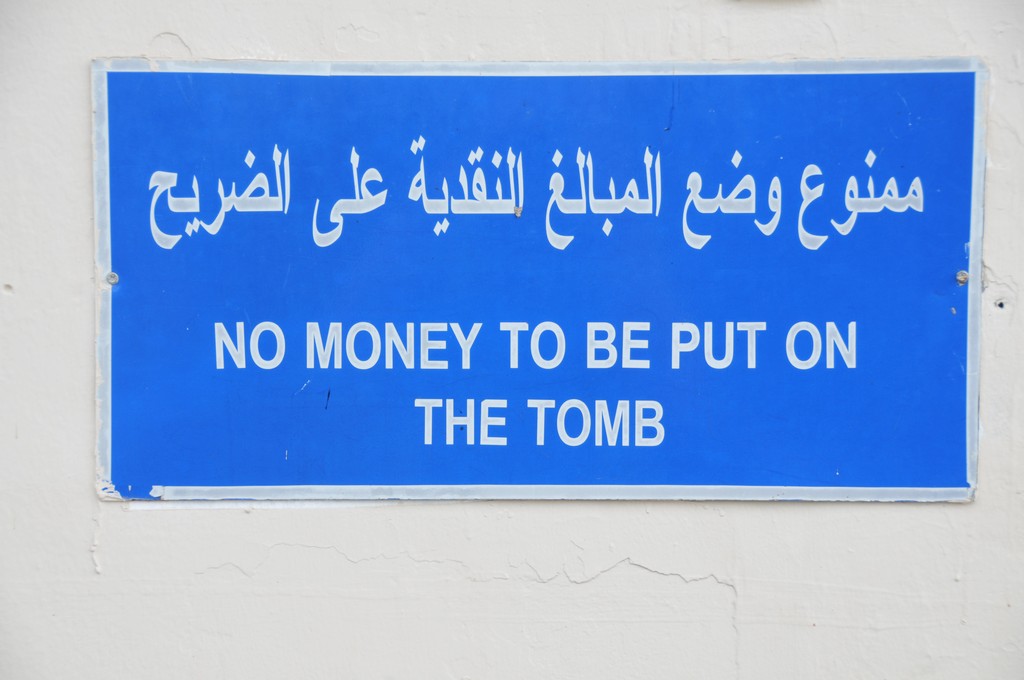 ممنوع وضع المبالغ النقدية على الضريح
NO MONEY TO BE PUT ON
THE TOMB